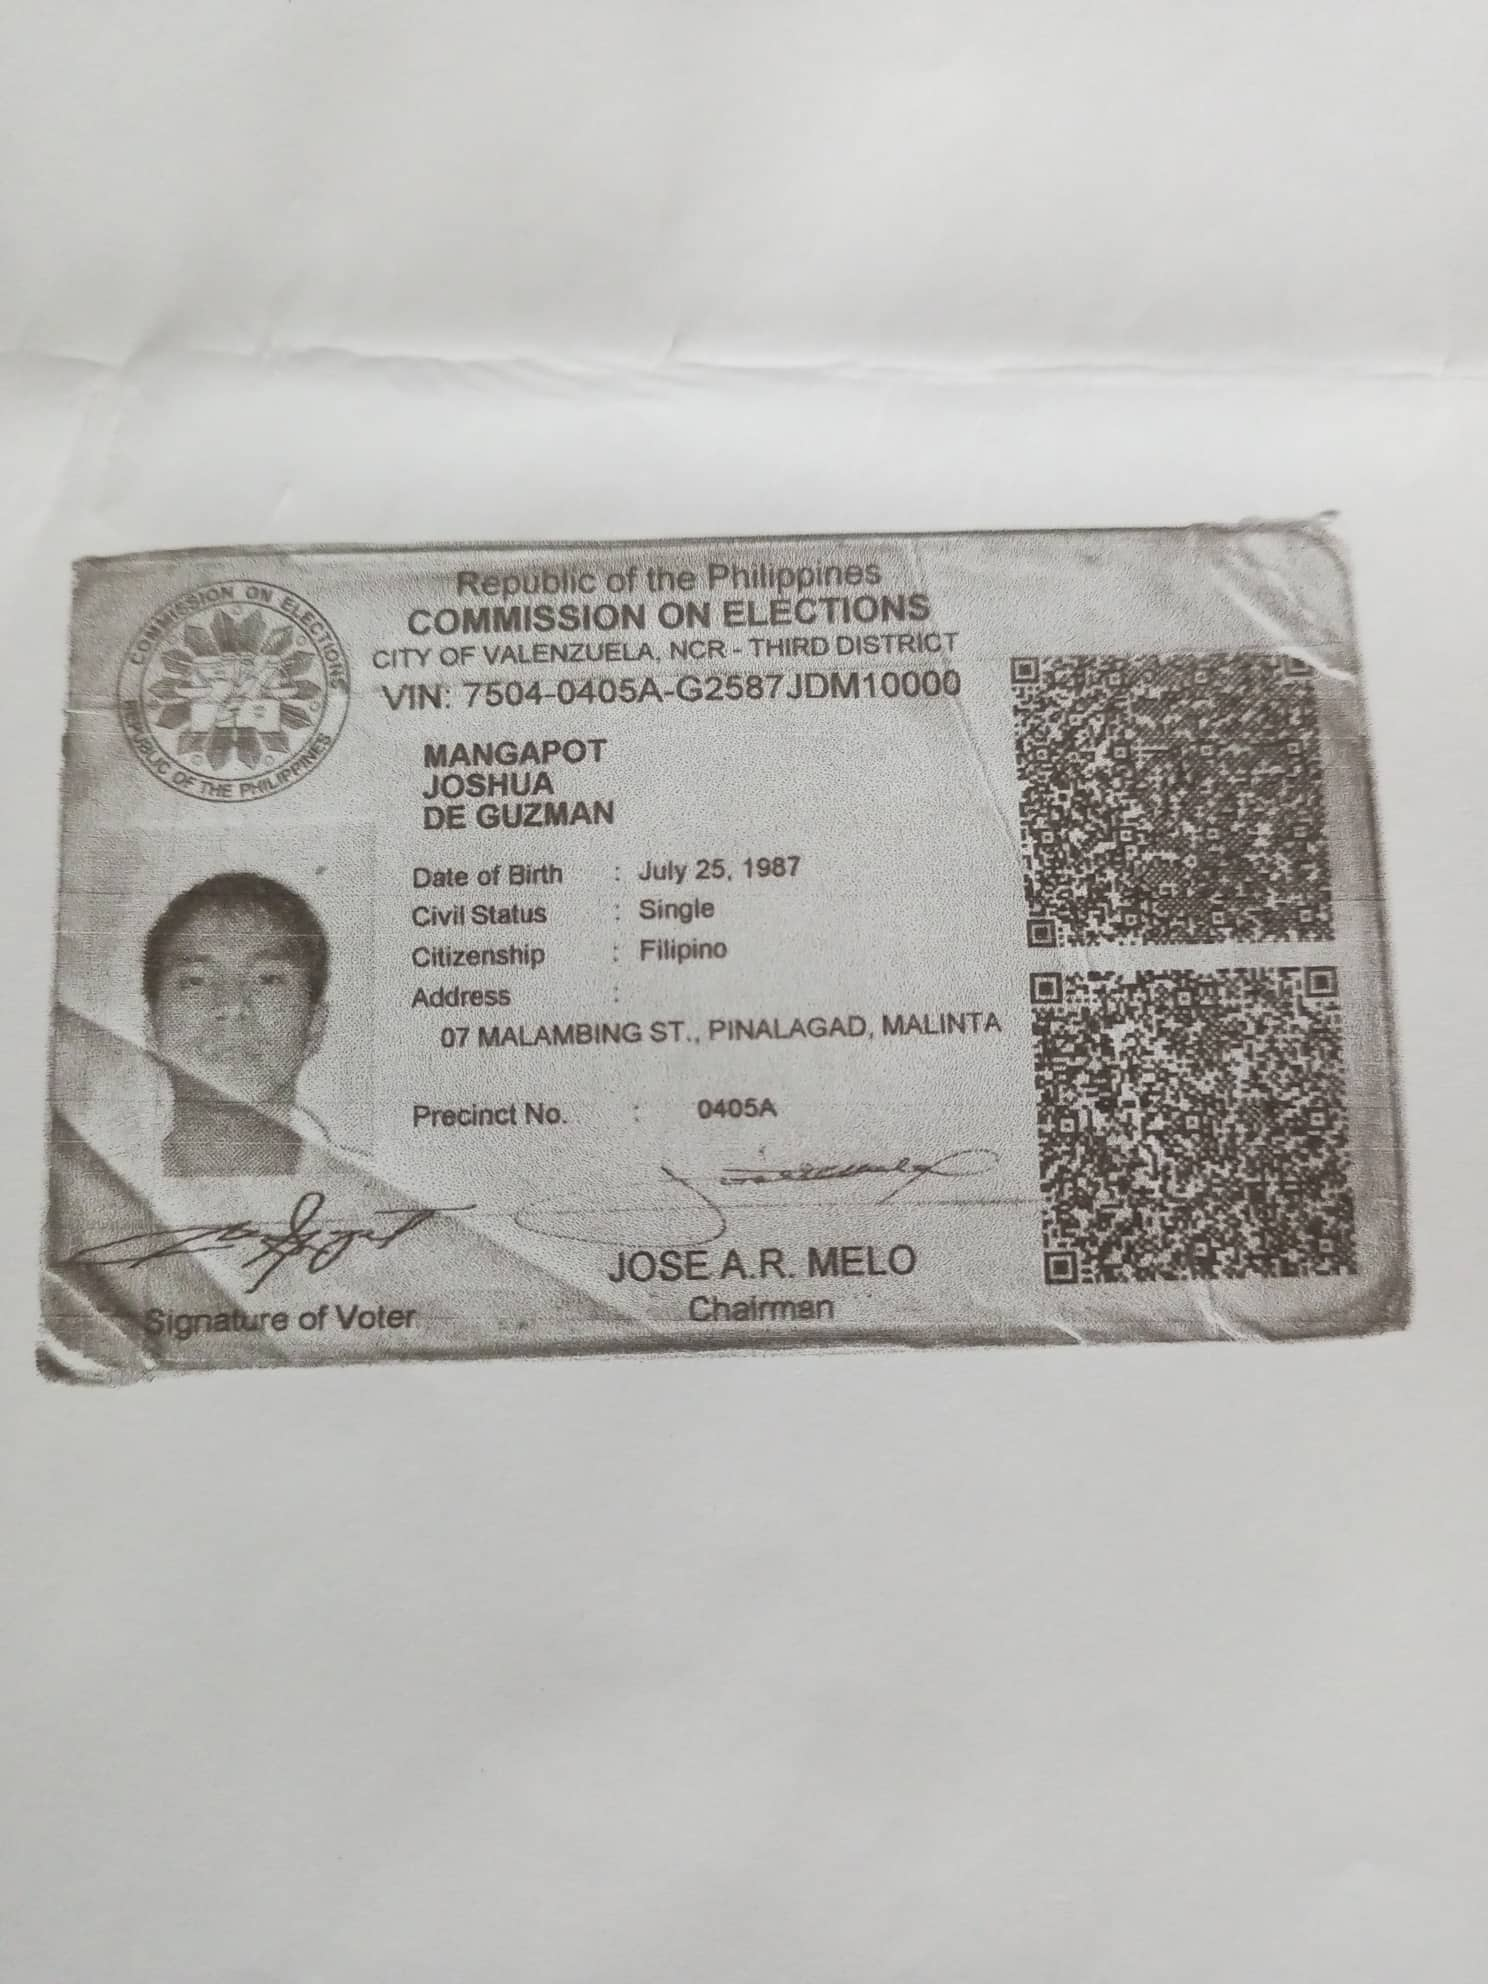 COMMISSION ON ELECTIONS
REPUBLIC OF THE PHILIPPINES
Republic of the Philippines
COMMISSION ON ELECTIONS
CITY OF VALENZUELA, NCR - THIRD DISTRICT
VIN: 7504-0405A-G2587JDM10000
MANGAPOT
JOSHUA
DE GUZMAN
Date of Birth : July 25, 1987
Civil Status : Single
Citizenship : Filipino
Address :
07 MALAMBING ST., PINALAGAD, MALINTA
Precinct No. : 0405A
JOSE A.R. MELO
Chairman
Signature of Voter